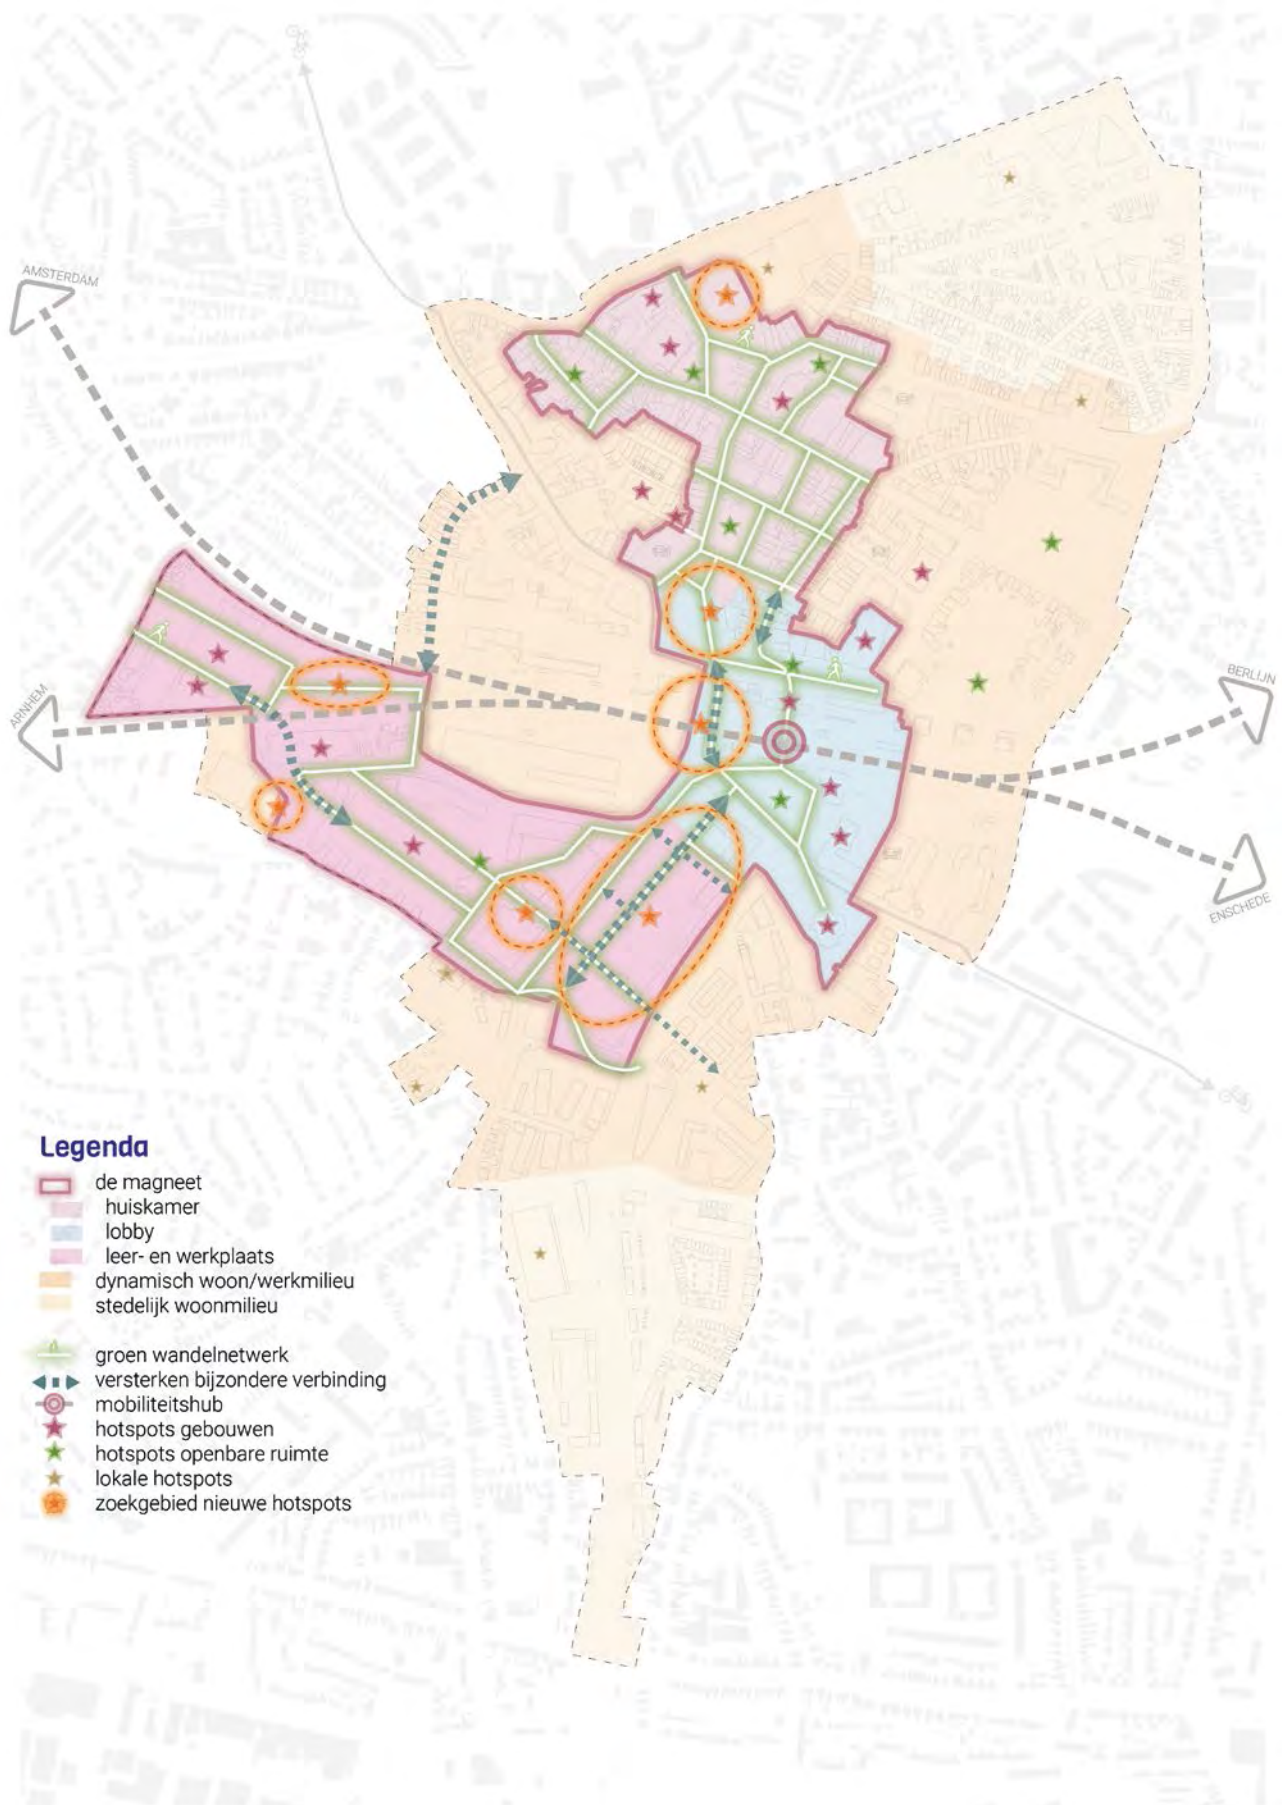 AMSTERDAM
ARNHEM
BERLIJN
ENSCHEDE
Legenda
de magneet
huiskamer
lobby
leer- en werkplaats
dynamisch woon/werkmilieu
stedelijk woonmilieu
groen wandelnetwerk
versterken bijzondere verbinding
mobiliteitshub
hotspots gebouwen
hotspots openbare ruimte
lokale hotspots
zoekgebied nieuwe hotspots